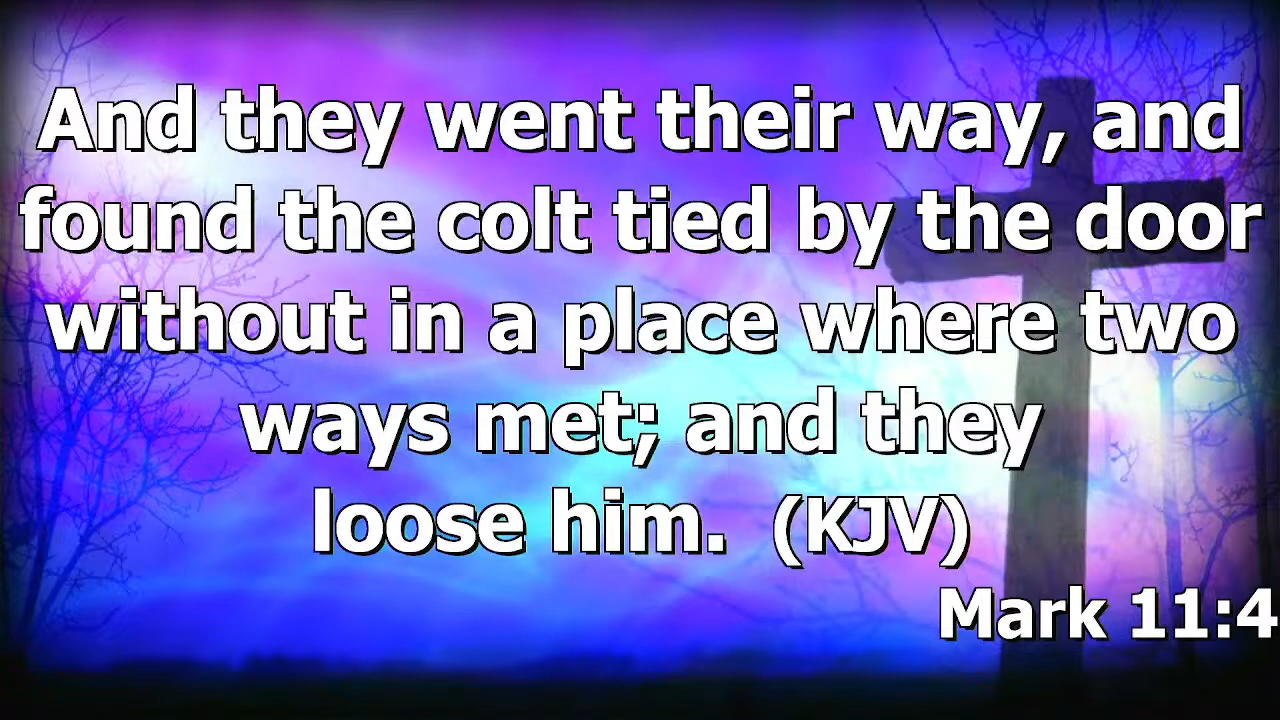 And they went their way, and
found the colt tied by the door
without in a place where two
ways met; and they
loose him.  (KJV)
Mark 11:4